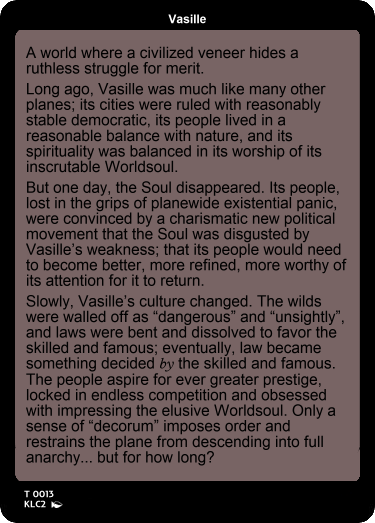 Vasille
A world where a civilized veneer hides a
ruthless struggle for merit.
Long ago, Vasille was much like many other
planes; its cities were ruled with reasonably
stable democratic, its people lived in a
reasonable balance with nature, and its
spirituality was balanced in its worship of its
inscrutable Worldsoul.
But one day, the Soul disappeared. Its people,
lost in the grips of planewide existential panic,
were convinced by a charismatic new political
movement that the Soul was disgusted by
Vasille’s weakness; that its people would need
to become better, more refined, more worthy of
its attention for it to return.
Slowly, Vasille’s culture changed. The wilds
were walled off as “dangerous” and “unsightly”,
and laws were bent and dissolved to favor the
skilled and famous; eventually, law became
something decided by the skilled and famous.
The people aspire for ever greater prestige,
locked in endless competition and obsessed
with impressing the elusive Worldsoul. Only a
sense of “decorum” imposes order and
restrains the plane from descending into full
anarchy... but for how long?
T 0013
KLC2